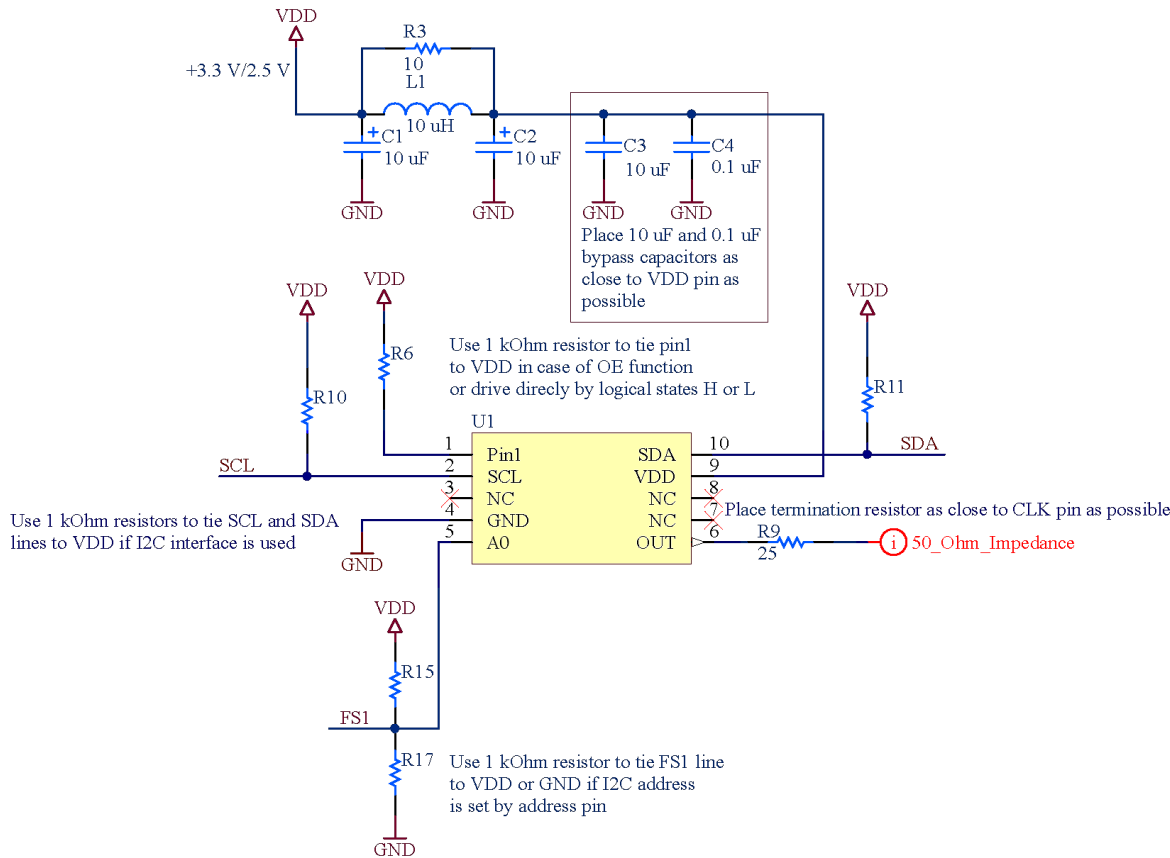 VDD
+3.3 V/2.5 V
R3
10
L1
10 uH
C1
10 uF
C2
10 uF
C3
10 uF
C4
0.1 uF
GND
GND
GND
GND
Place 10 uF and 0.1 uF
bypass capacitors as
close to VDD pin as
possible
VDD
VDD
VDD
R10
R6
R11
Use 1 kOhm resistor to tie pin1
to VDD in case of OE function
or drive direcly by logical states H or L
U1
SCL
SDA
1
2
3
4
5
Pin1
SCL
NC
GND
A0
SDA
VDD
NC
NC
OUT
10
9
8
7
6
Use 1 kOhm resistors to tie SCL and SDA
lines to VDD if I2C interface is used
GND
Place termination resistor as close to CLK pin as possible
R9
25
i
50_Ohm_Impedance
VDD
R15
FS1
R17
GND
Use 1 kOhm resistor to tie FS1 line
to VDD or GND if I2C address
is set by address pin